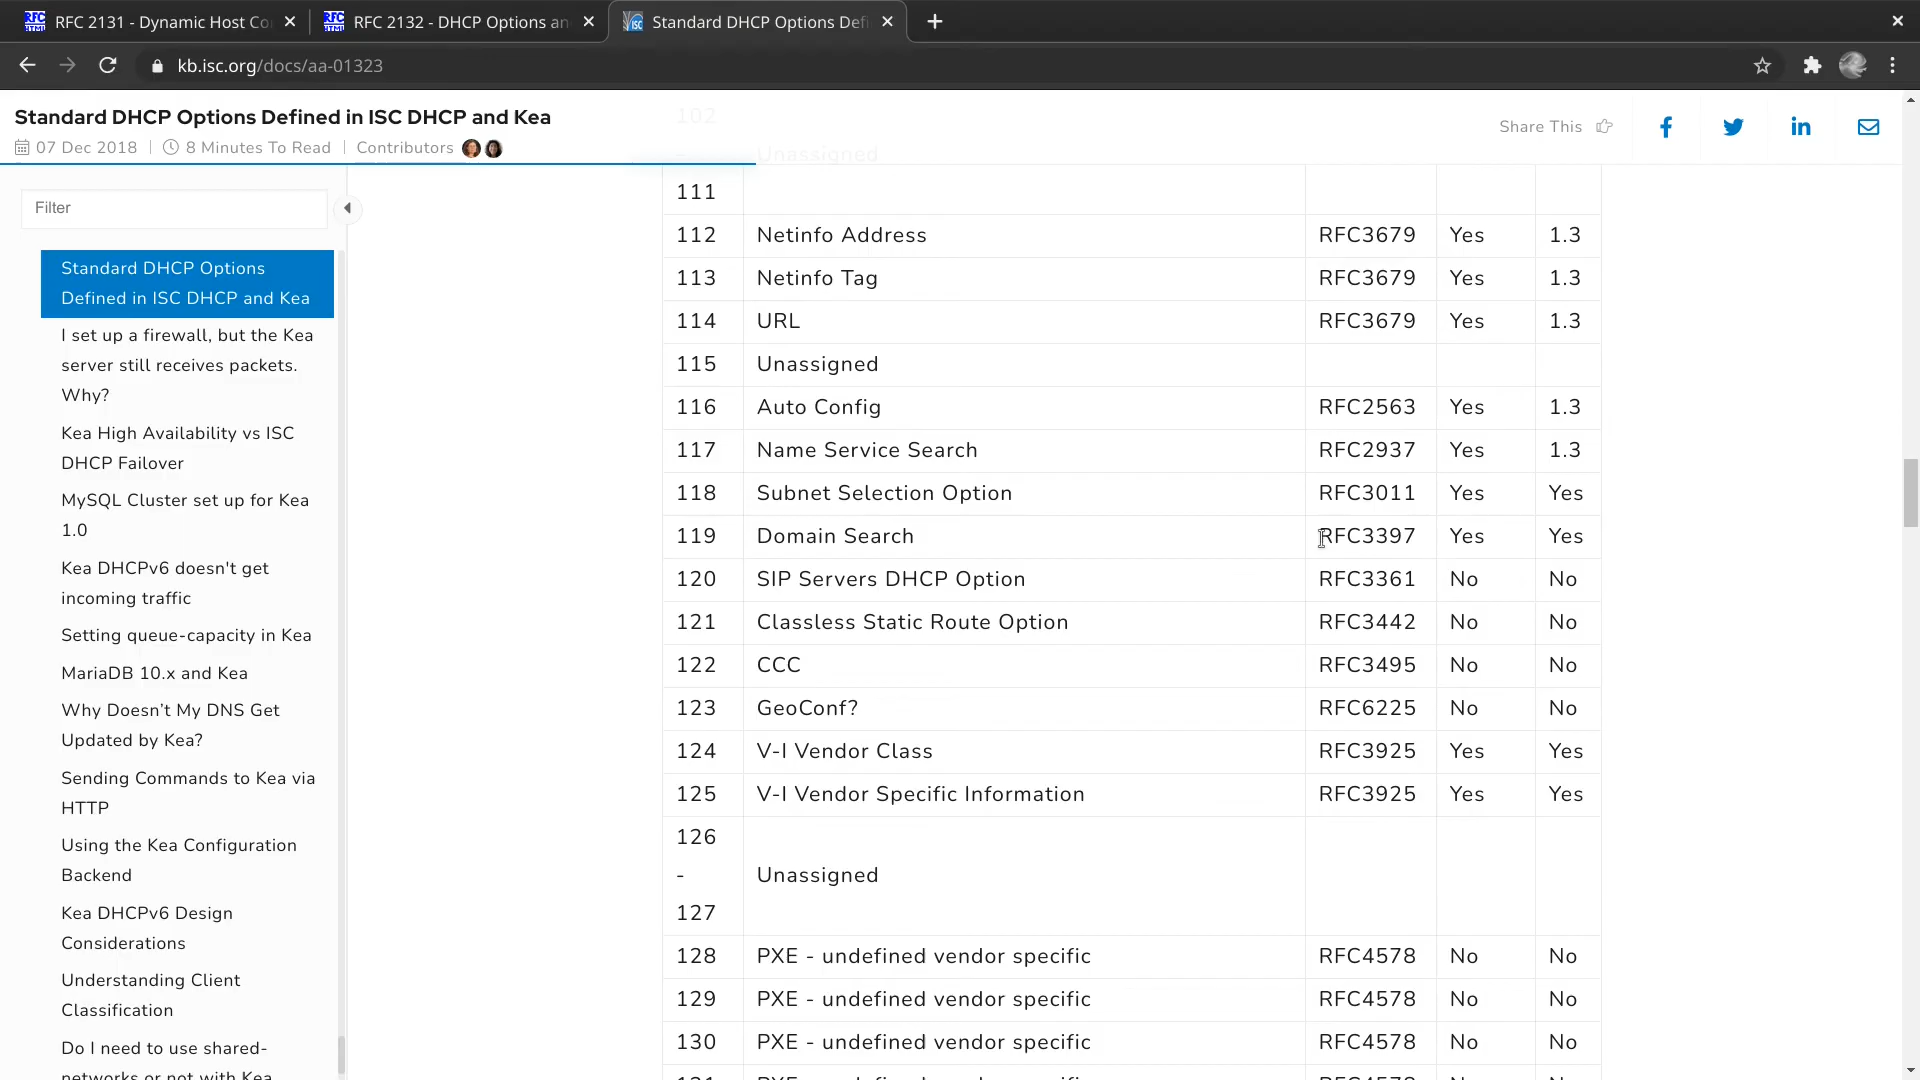 RFC 2131 - Dynamic Host Co
RFC 2132 - DHCP Options an
Standard DHCP Options Def
kb.isc.org/docs/aa-01323
Standard DHCP Options Defined in ISC DHCP and Kea
07 Dec 2018 | 8 Minutes To Read | Contributors
Share This
Filter
Standard DHCP Options
Defined in ISC DHCP and Kea
I set up a firewall, but the Kea
server still receives packets.
Why?
Kea High Availability vs ISC
DHCP Failover
MySQL Cluster set up for Kea
1.0
Kea DHCPv6 doesn't get
incoming traffic
Setting queue-capacity in Kea
MariaDB 10.x and Kea
Why Doesn’t My DNS Get
Updated by Kea?
Sending Commands to Kea via
HTTP
Using the Kea Configuration
Backend
Kea DHCPv6 Design
Considerations
Understanding Client
Classification
Do I need to use shared-
networks or not with Kea
102
- Unassigned
111
112 Netinfo Address RFC3679 Yes 1.3
113 Netinfo Tag RFC3679 Yes 1.3
114 URL RFC3679 Yes 1.3
115 Unassigned
116 Auto Config RFC2563 Yes 1.3
117 Name Service Search RFC2937 Yes 1.3
118 Subnet Selection Option RFC3011 Yes Yes
119 Domain Search RFC3397 Yes Yes
120 SIP Servers DHCP Option RFC3361 No No
121 Classless Static Route Option RFC3442 No No
122 CCC RFC3495 No No
123 GeoConf? RFC6225 No No
124 V-I Vendor Class RFC3925 Yes Yes
125 V-I Vendor Specific Information RFC3925 Yes Yes
126
- Unassigned
127
128 PXE - undefined vendor specific RFC4578 No No
129 PXE - undefined vendor specific RFC4578 No No
130 PXE - undefined vendor specific RFC4578 No No